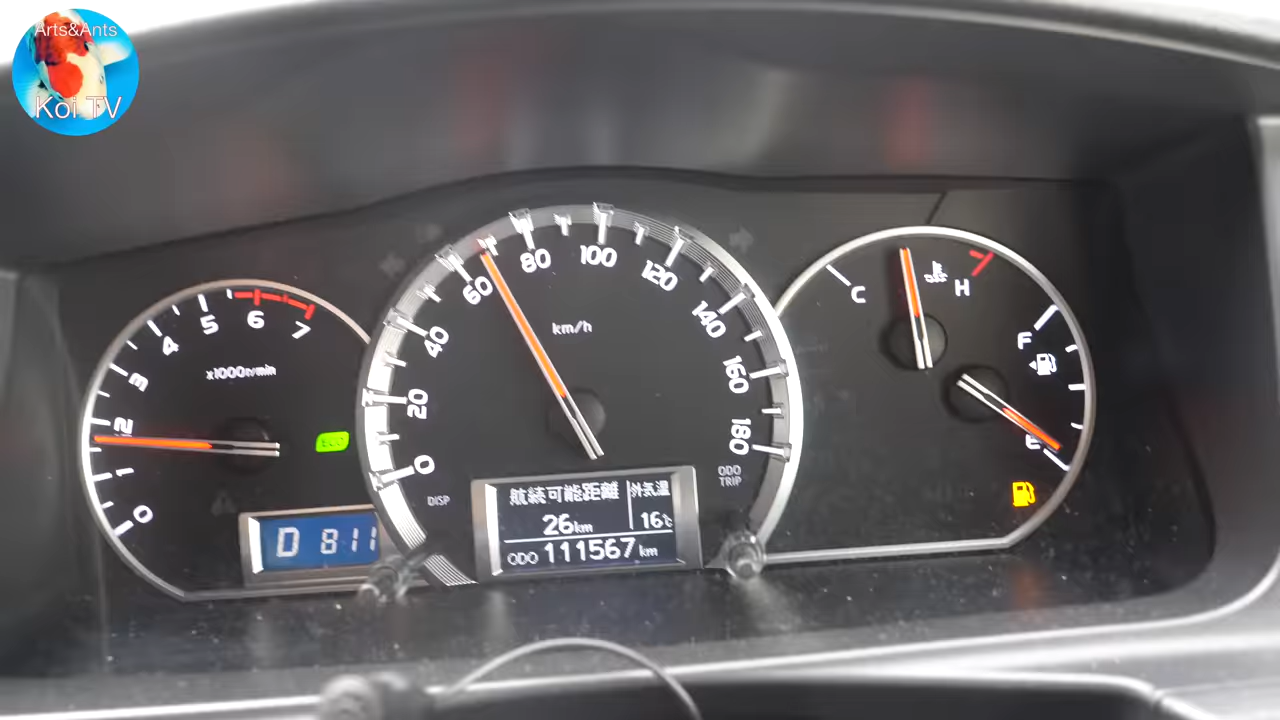 Arts&Ants
Koi TV
0
1
2
3
4
5
6
7
x1000r/min
ECO
D 811
0
20
40
60
80
100
120
140
160
180
km/h
DISP
ODO
TRIP
航続可能距離
外気温
26km
16℃
ODO 111567 km
C
H
F
E